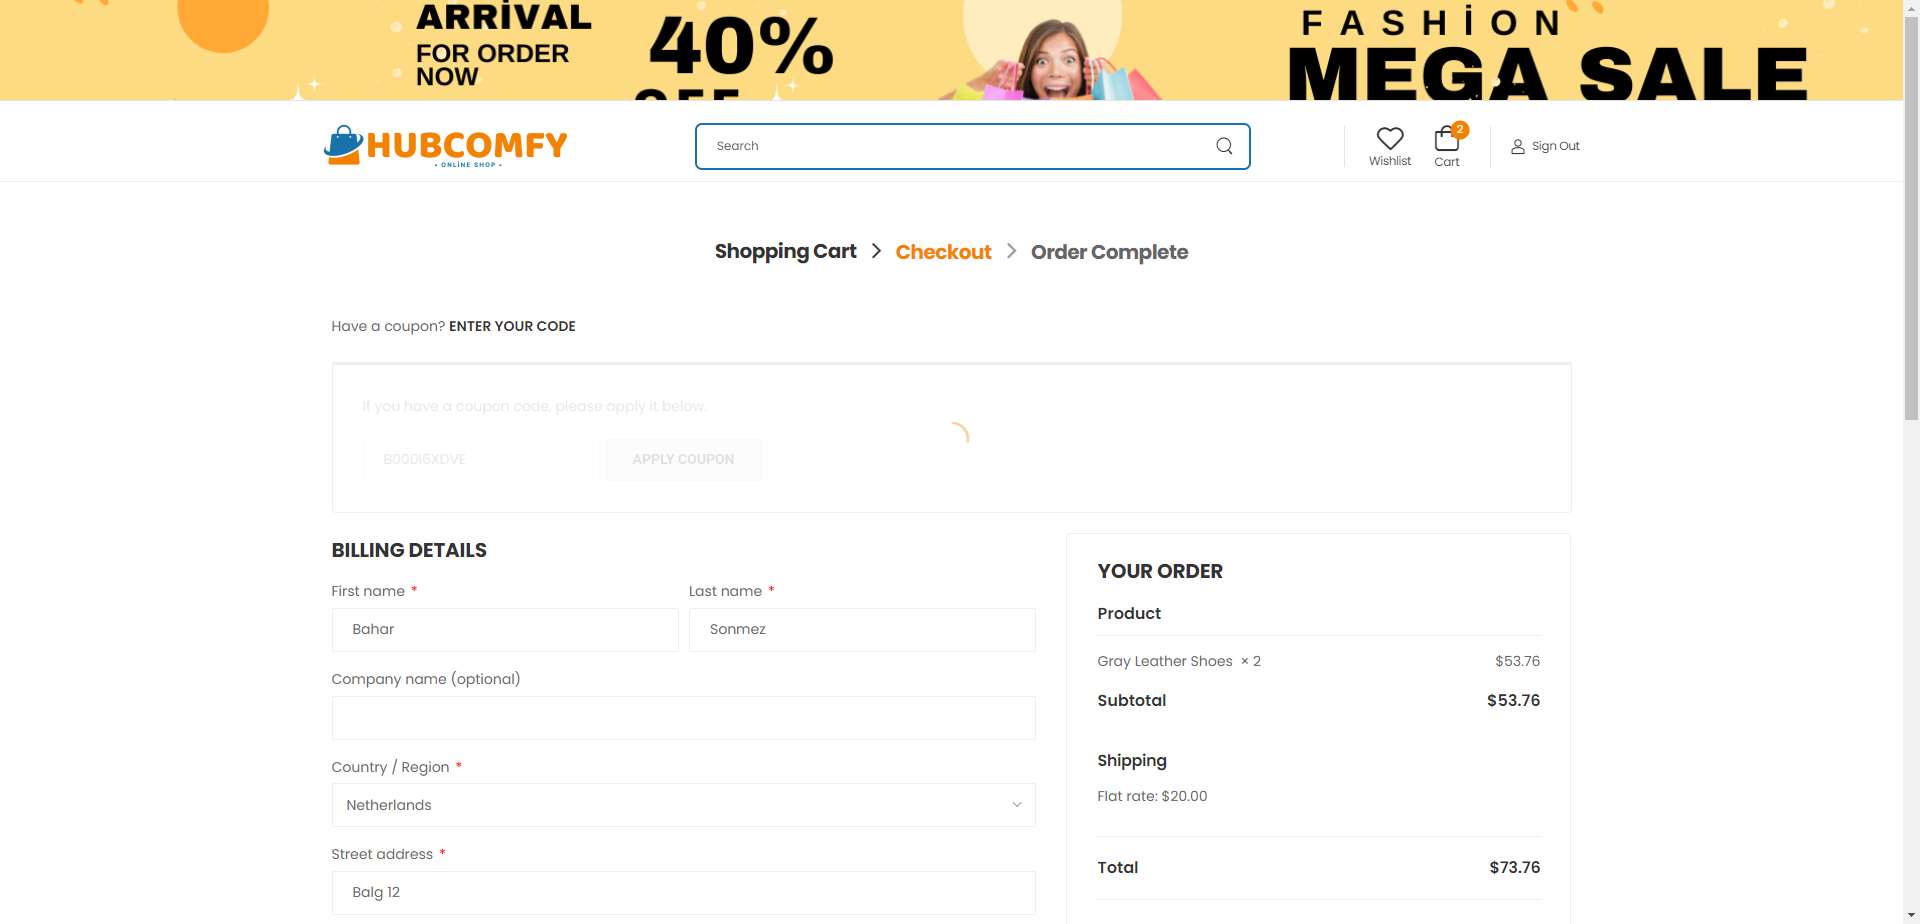 ARRİVAL
FOR ORDER
NOW
40%
FASHİON
MEGA SALE
HUBCOMFY
• ONLİNE SHOP •
Search
Wishlist
2
Cart
Sign Out
Shopping Cart > Checkout > Order Complete
Have a coupon? ENTER YOUR CODE
If you have a coupon code, please apply it below.
B000I6XDVE
APPLY COUPON
BILLING DETAILS
First name *
Last name *
Bahar
Sonmez
Company name (optional)
Country / Region *
Netherlands
Street address *
Balg 12
YOUR ORDER
Product
Gray Leather Shoes × 2 $53.76
Subtotal $53.76
Shipping
Flat rate: $20.00
Total $73.76